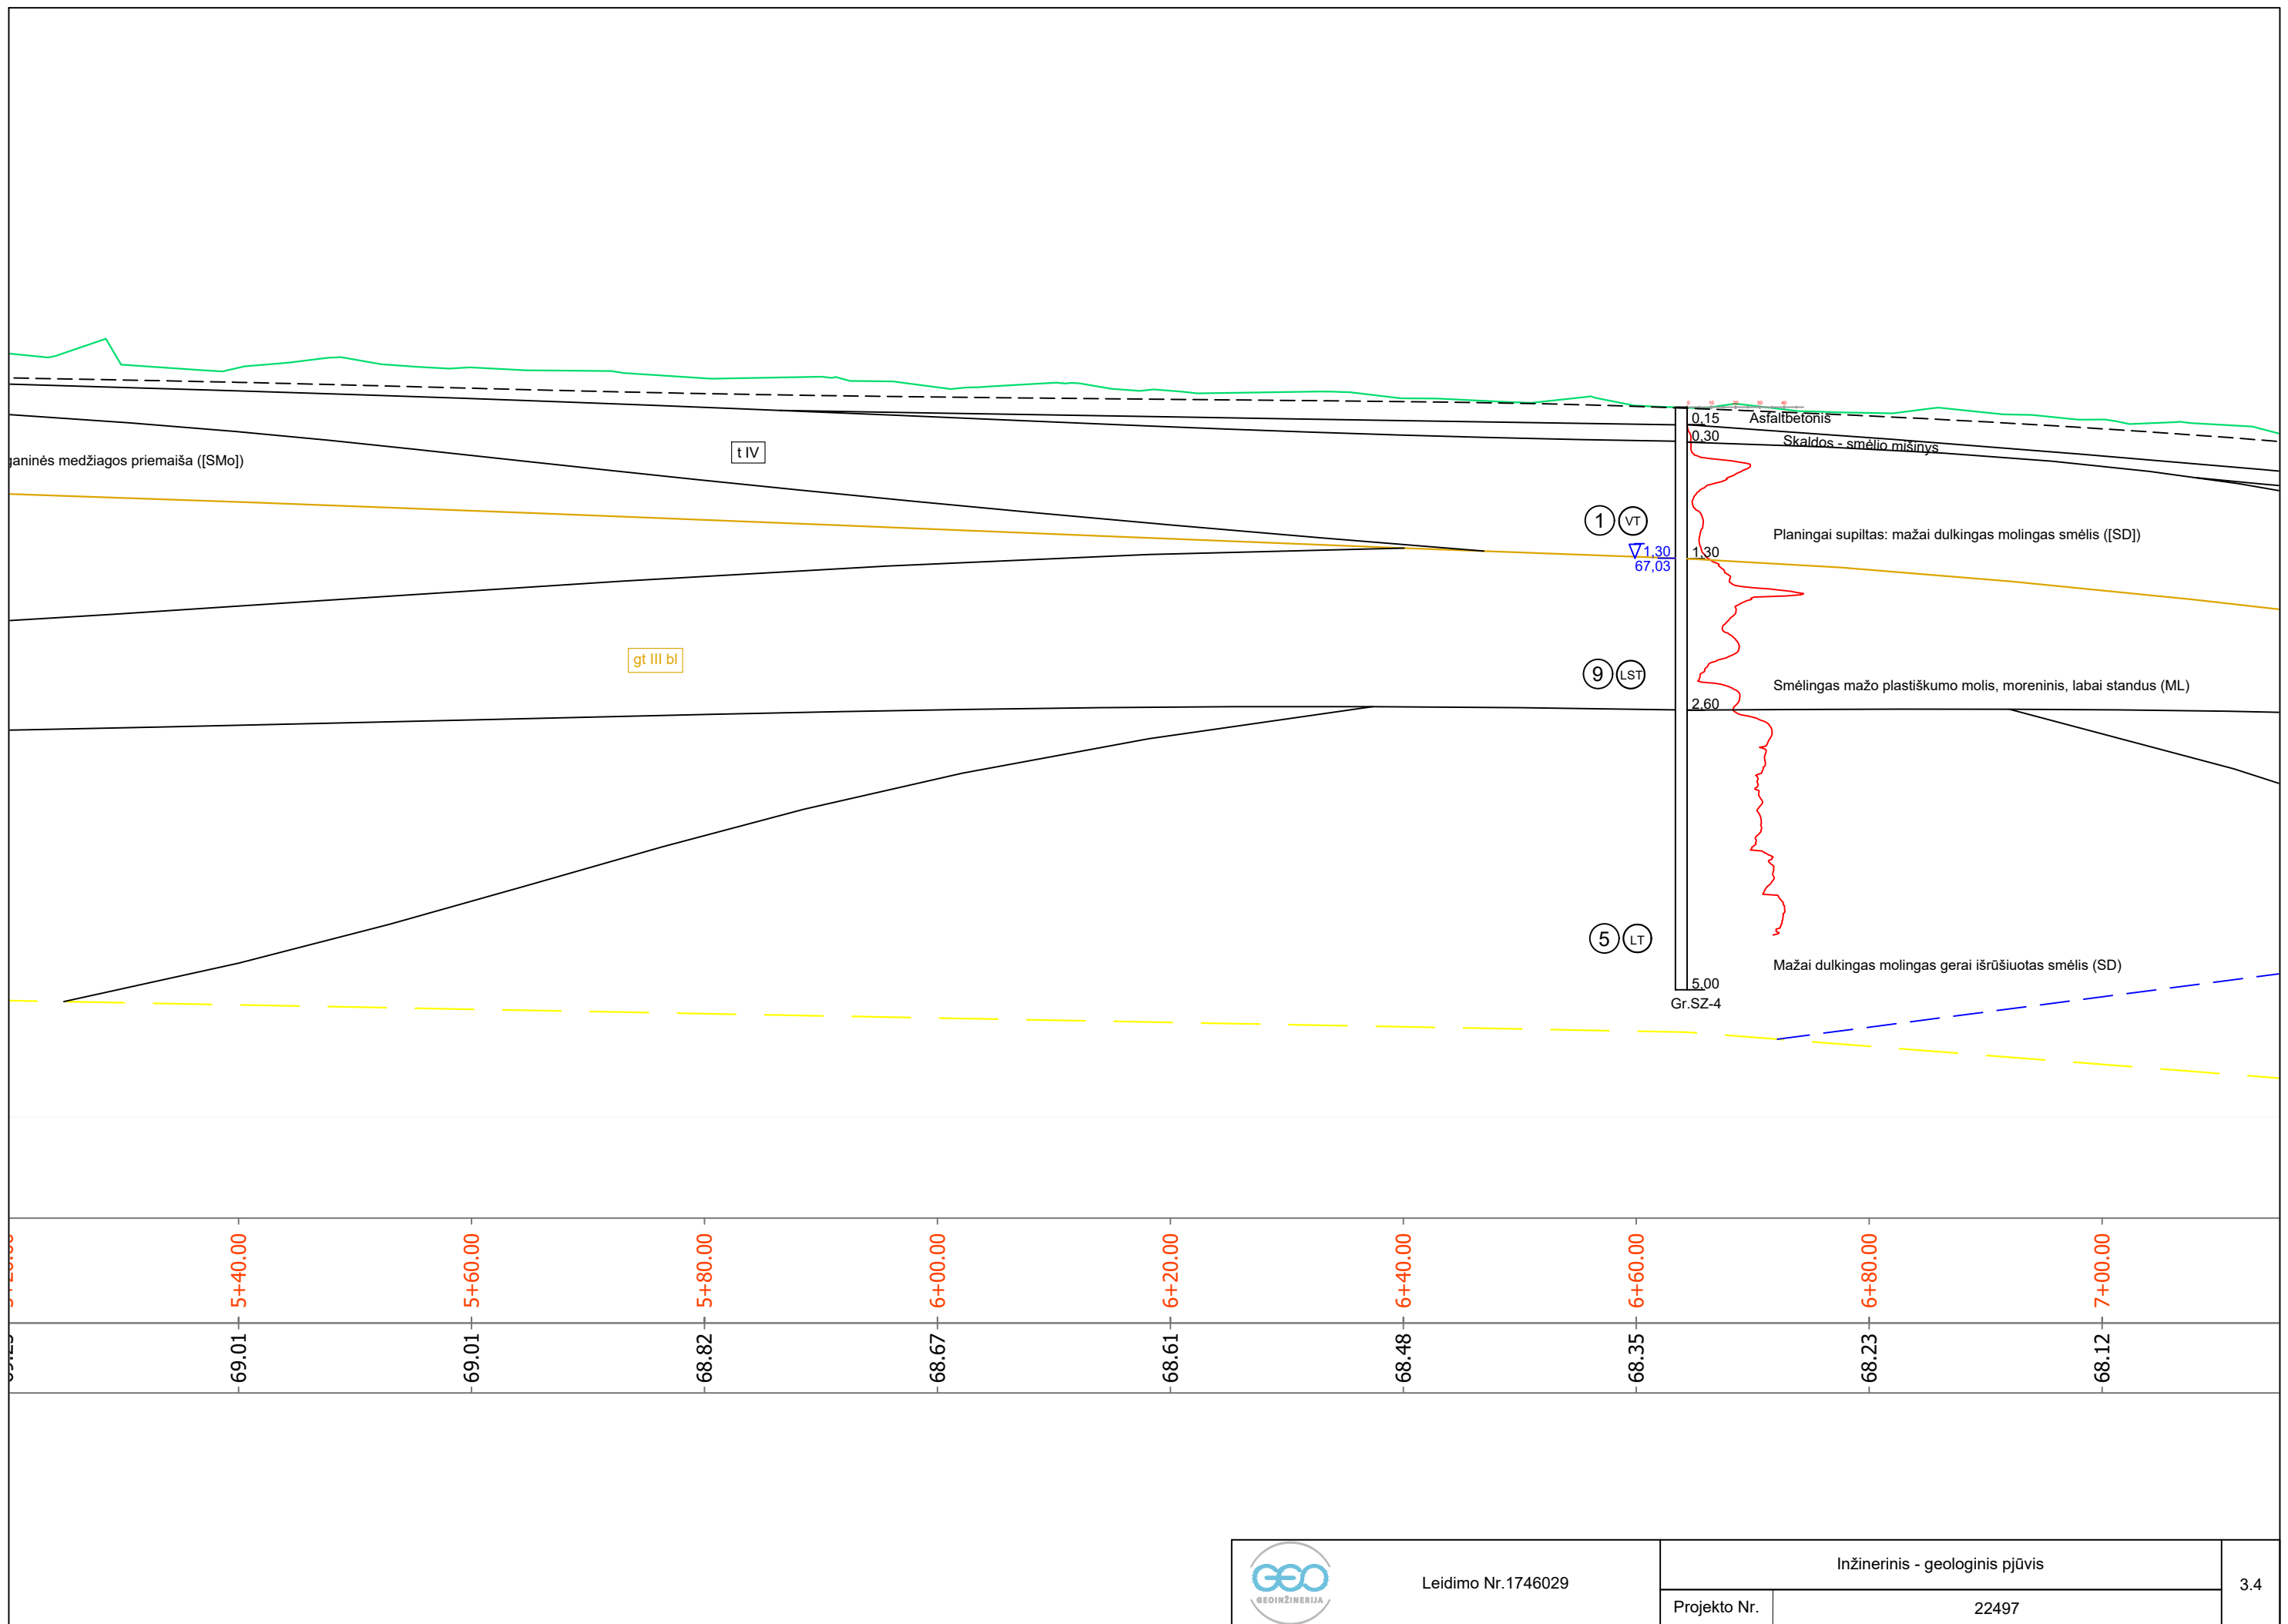 0 10 20 30 40
0,15 Asfaltbetonis
0,30 Skaldos - smėlio mišinys
t IV
ganinės medžiagos priemaiša ([SMo])
1 VT
Planingai supiltas: mažai dulkingas molingas smėlis ([SD])
1,30 1,30
67,03
gt III bl
9 LST
Smėlingas mažo plastiškumo molis, moreninis, labai standus (ML)
2,60
5 LT
Mažai dulkingas molingas gerai išrūšiuotas smėlis (SD)
5,00
Gr.SZ-4
5+40.00 5+60.00 5+80.00 6+00.00 6+20.00 6+40.00 6+60.00 6+80.00 7+00.00
69.01 69.01 68.82 68.67 68.61 68.48 68.35 68.23 68.12
GEO
GEOINŽINERIJA
Leidimo Nr.1746029
Inžinerinis - geologinis pjūvis
3.4
Projekto Nr. 22497